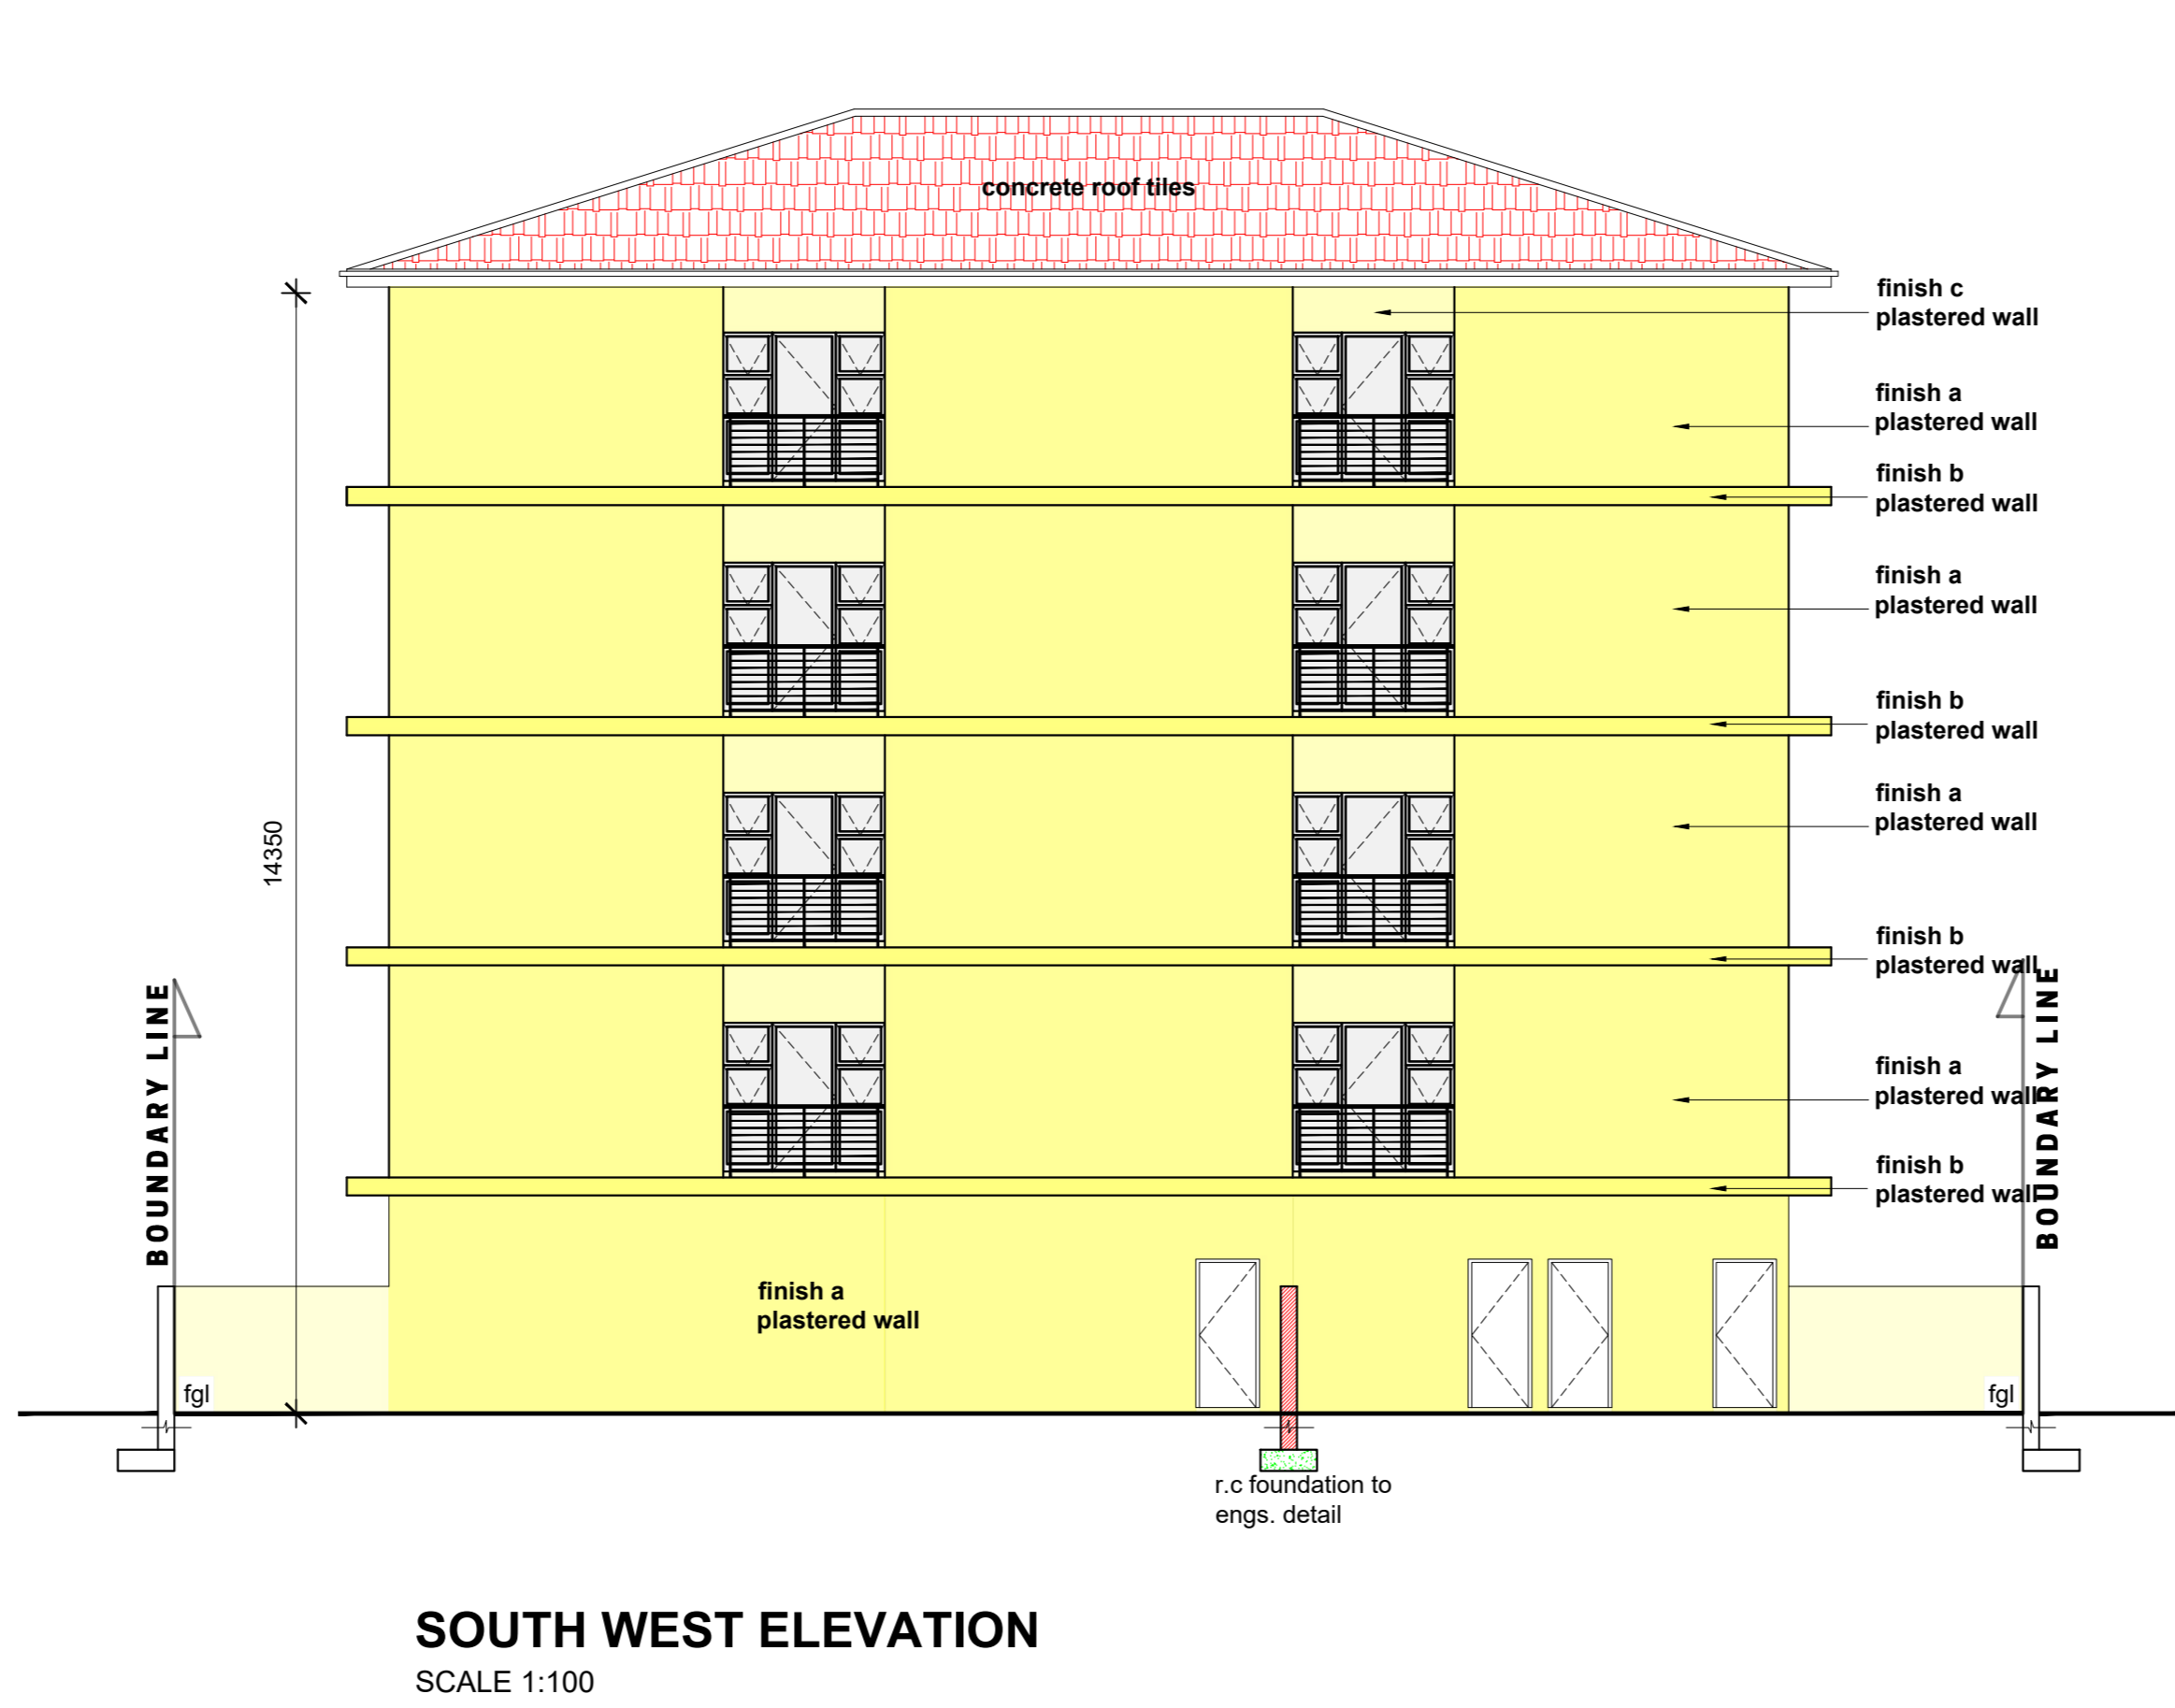 concrete roof tiles
finish c
plastered wall
finish a
plastered wall
finish b
plastered wall
finish a
plastered wall
finish b
plastered wall
finish a
plastered wall
14350
finish b
plastered wall
BOUNDARY LINE
BOUNDARY LINE
finish a
plastered wall
finish b
plastered wall
finish a
plastered wall
fgl
fgl
r.c foundation to
engs. detail
SOUTH WEST ELEVATION
SCALE 1:100